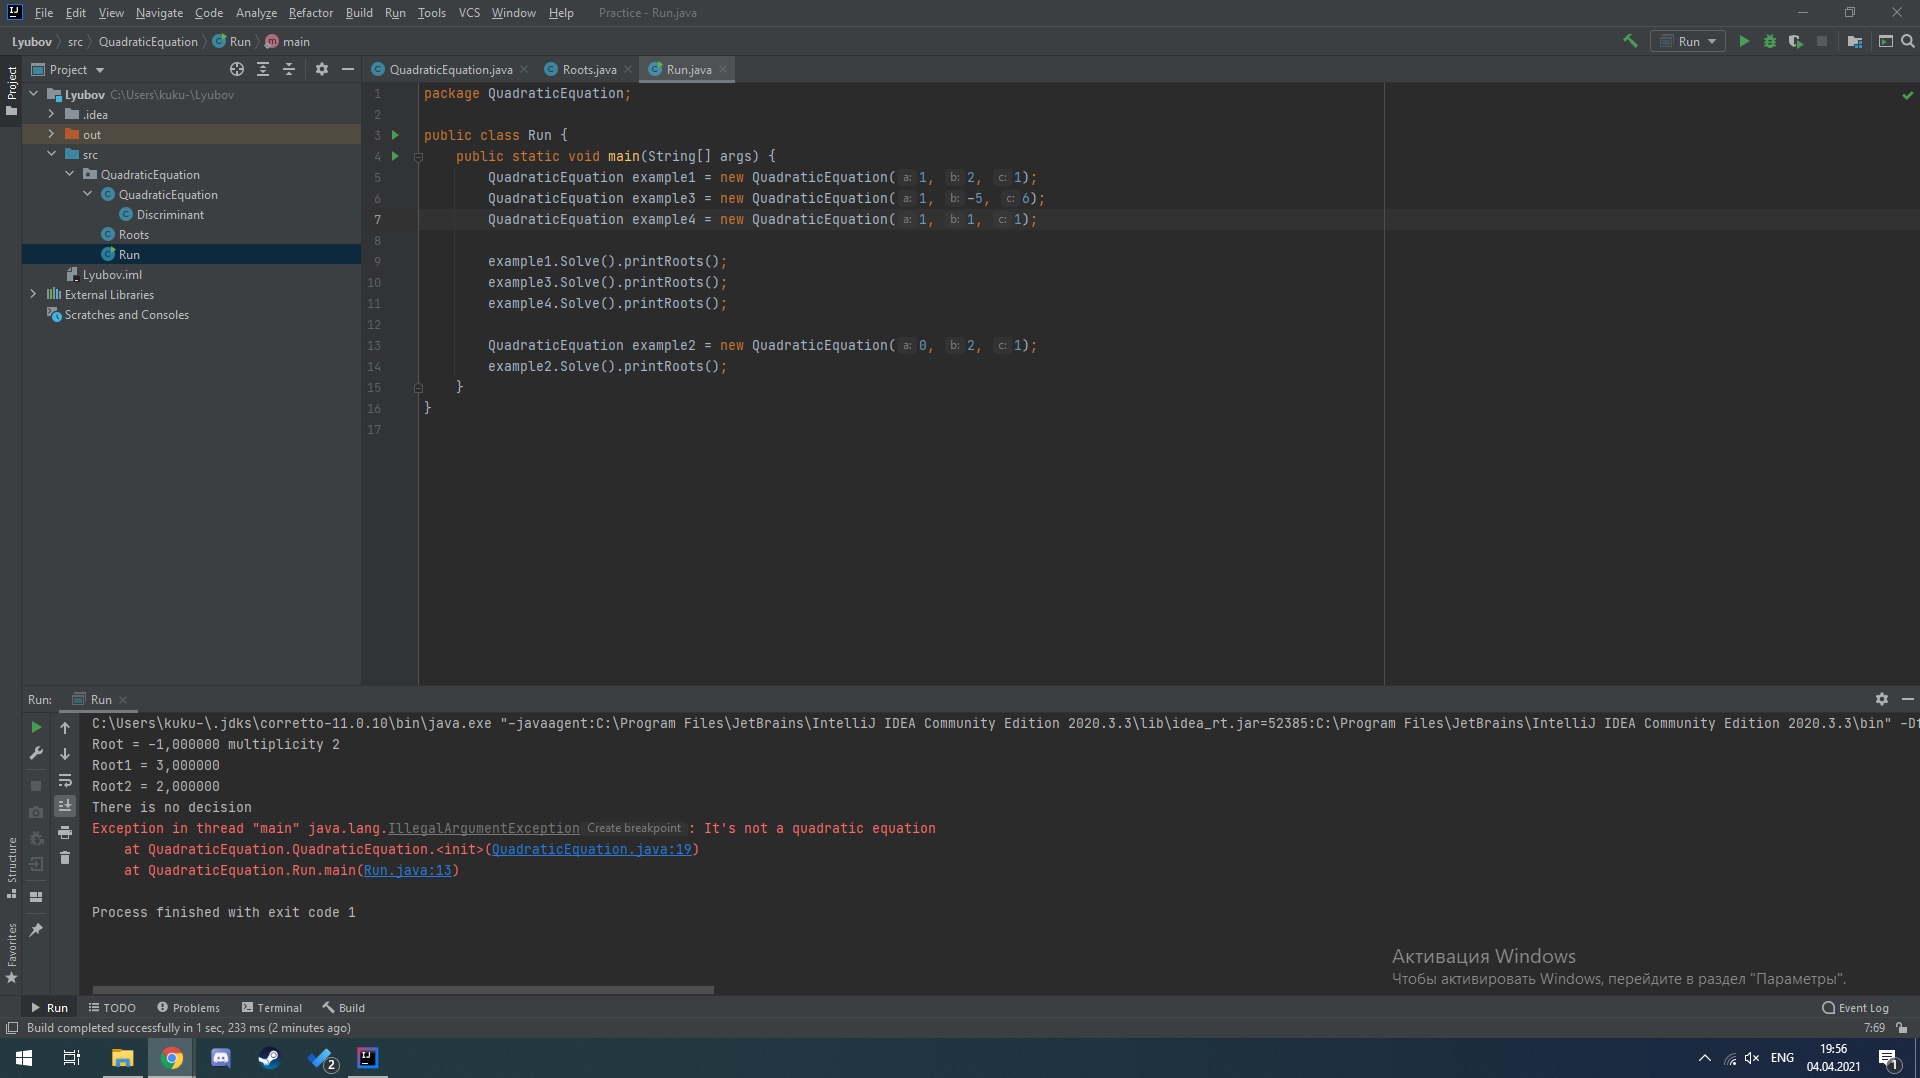 File Edit View Navigate Code Analyze Refactor Build Run Tools VCS Window Help Practice - Run.java
Lyubov src QuadraticEquation Run main Run
Project QuadraticEquation.java Roots.java Run.java
Project
Lyubov C:\Users\kuku-\Lyubov
.idea
out
src
QuadraticEquation
QuadraticEquation
Discriminant
Roots
Run
Lyubov.iml
External Libraries
Scratches and Consoles
1 package QuadraticEquation;
2
3 public class Run {
4 public static void main(String[] args) {
5 QuadraticEquation example1 = new QuadraticEquation( a: 1, b: 2, c: 1);
6 QuadraticEquation example3 = new QuadraticEquation( a: 1, b: -5, c: 6);
7 QuadraticEquation example4 = new QuadraticEquation( a: 1, b: 1, c: 1);
8
9 example1.Solve().printRoots();
10 example3.Solve().printRoots();
11 example4.Solve().printRoots();
12
13 QuadraticEquation example2 = new QuadraticEquation( a: 0, b: 2, c: 1);
14 example2.Solve().printRoots();
15 }
16 }
17
Run: Run
C:\Users\kuku-\.jdks\corretto-11.0.10\bin\java.exe "-javaagent:C:\Program Files\JetBrains\IntelliJ IDEA Community Edition 2020.3.3\lib\idea_rt.jar=52385:C:\Program Files\JetBrains\IntelliJ IDEA Community Edition 2020.3.3\bin"
Root = -1,000000 multiplicity 2
Root1 = 3,000000
Root2 = 2,000000
There is no decision
Exception in thread "main" java.lang.IllegalArgumentException Create breakpoint : It's not a quadratic equation
at QuadraticEquation.QuadraticEquation.<init>(QuadraticEquation.java:19)
at QuadraticEquation.Run.main(Run.java:13)
Process finished with exit code 1
Structure
Favorites
Активация Windows
Чтобы активировать Windows, перейдите в раздел "Параметры".
Run TODO Problems Terminal Build Event Log
Build completed successfully in 1 sec, 233 ms (2 minutes ago) 7:69
2 ENG 19:56 1
04.04.2021